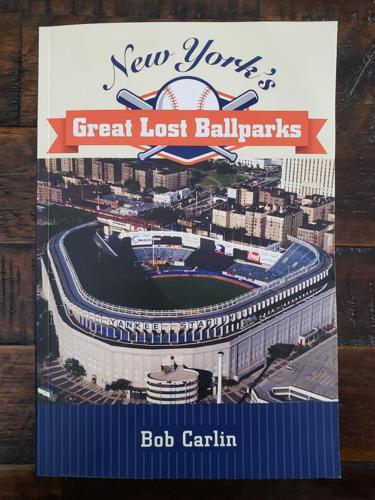 New York's
Great Lost Ballparks
YANKEE STADIUM
Bob Carlin